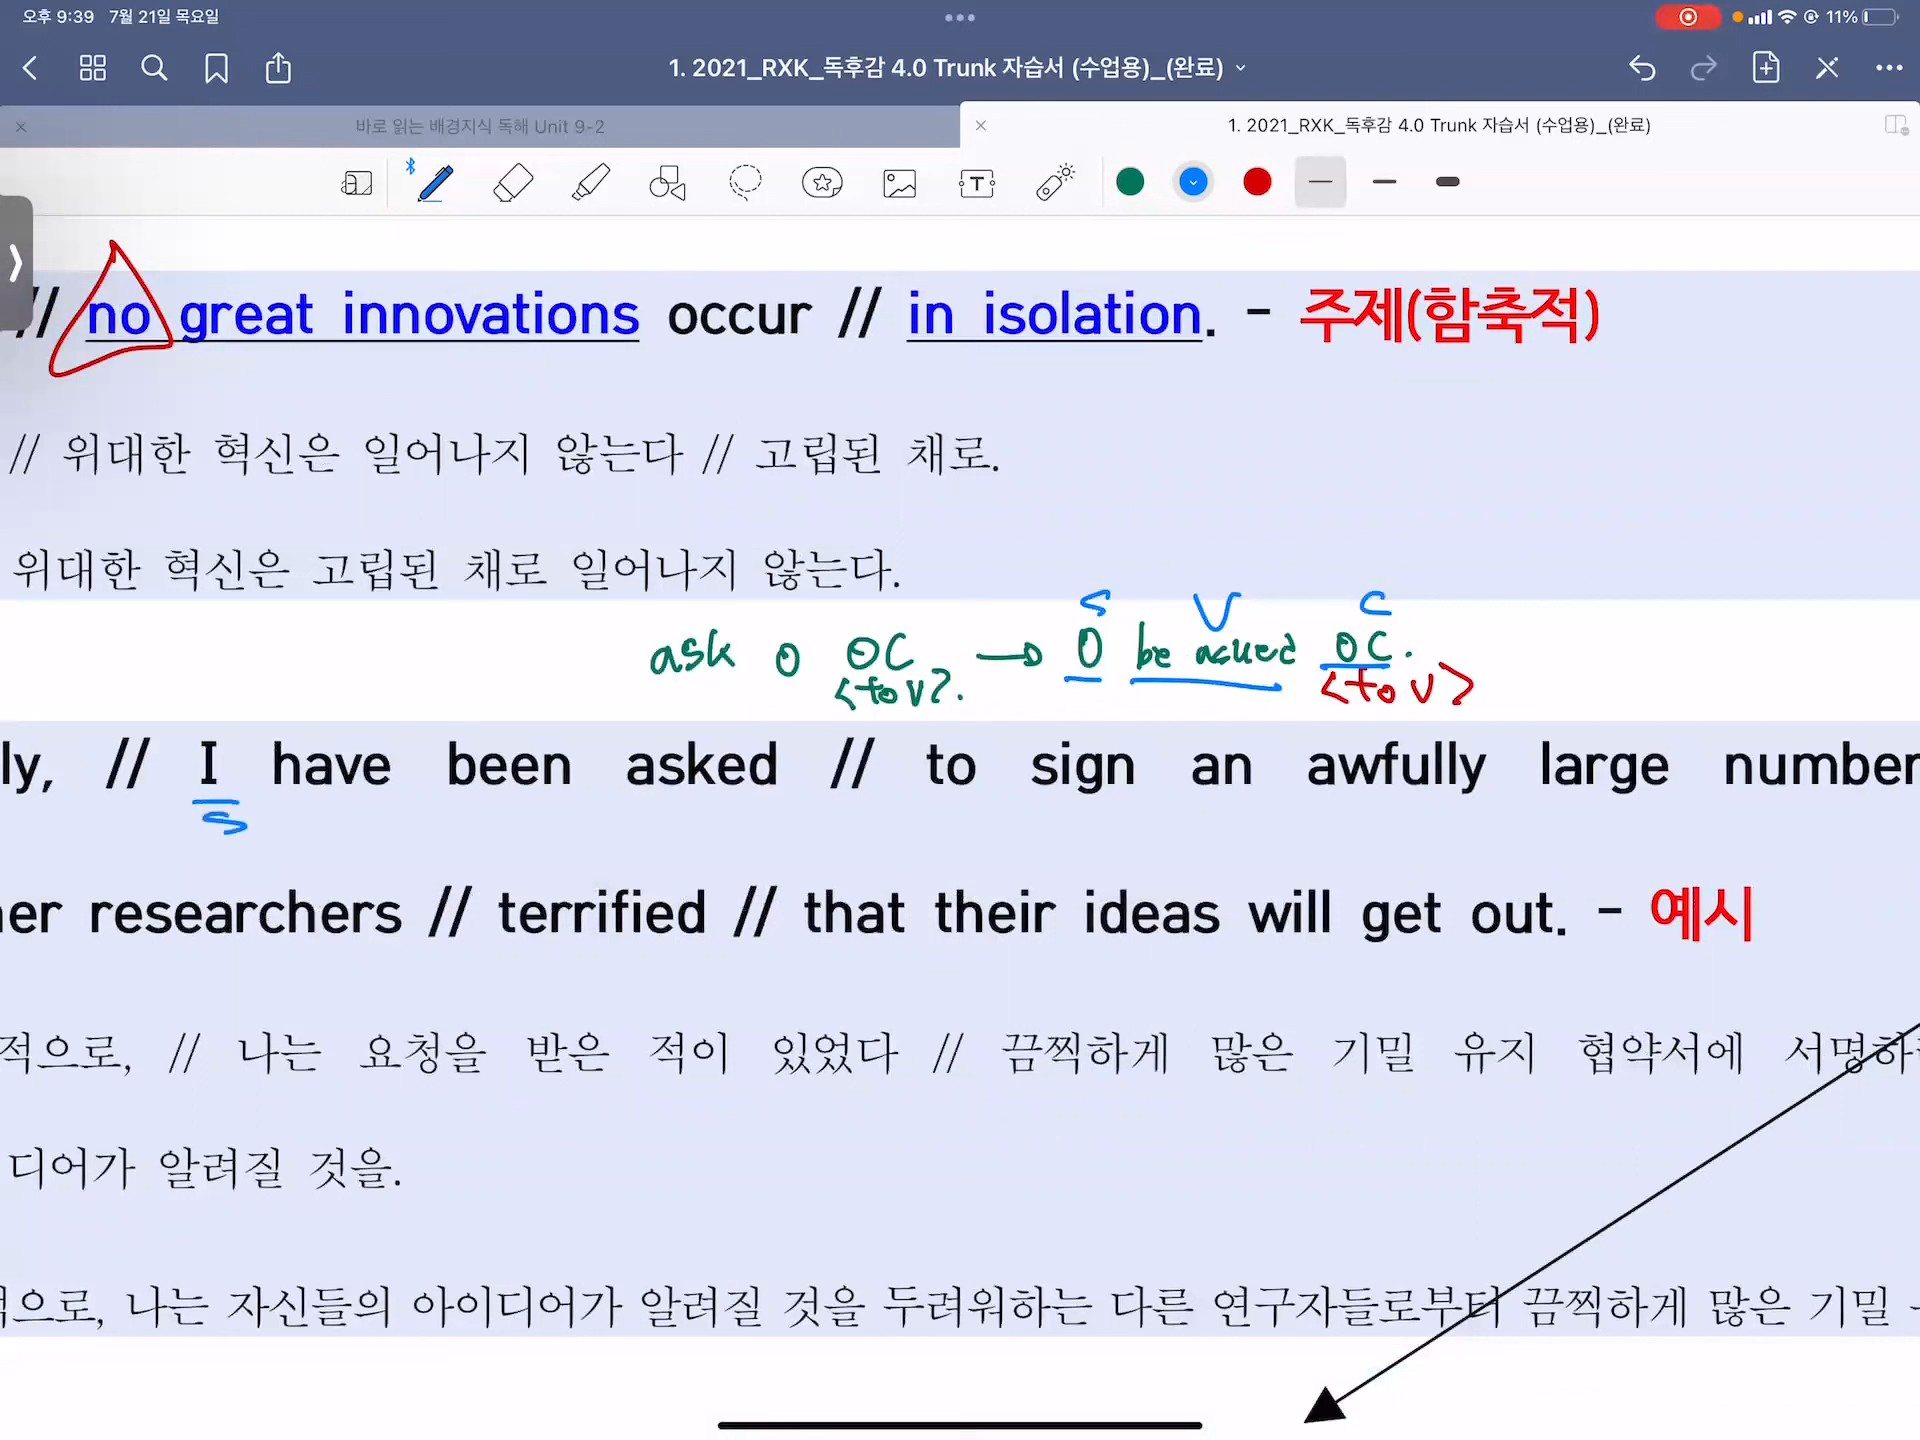 오후 9:39 7월 21일 목요일
11%
1. 2021_RXK_독후감 4.0 Trunk 자습서 (수업용)_(완료)
바로 읽는 배경지식 독해 Unit 9-2
1. 2021_RXK_독후감 4.0 Trunk 자습서 (수업용)_(완료)
// no great innovations occur // in isolation. - 주제(함축적)
// 위대한 혁신은 일어나지 않는다 // 고립된 채로.
위대한 혁신은 고립된 채로 일어나지 않는다.
S V C
ask O OC → O be asked OC.
<to v>. <to v>
ly, // I have been asked // to sign an awfully large number
S
her researchers // terrified // that their ideas will get out. - 예시
적으로, // 나는 요청을 받은 적이 있었다 // 끔찍하게 많은 기밀 유지 협약서에 서명하
디어가 알려질 것을.
적으로, 나는 자신들의 아이디어가 알려질 것을 두려워하는 다른 연구자들로부터 끔찍하게 많은 기밀